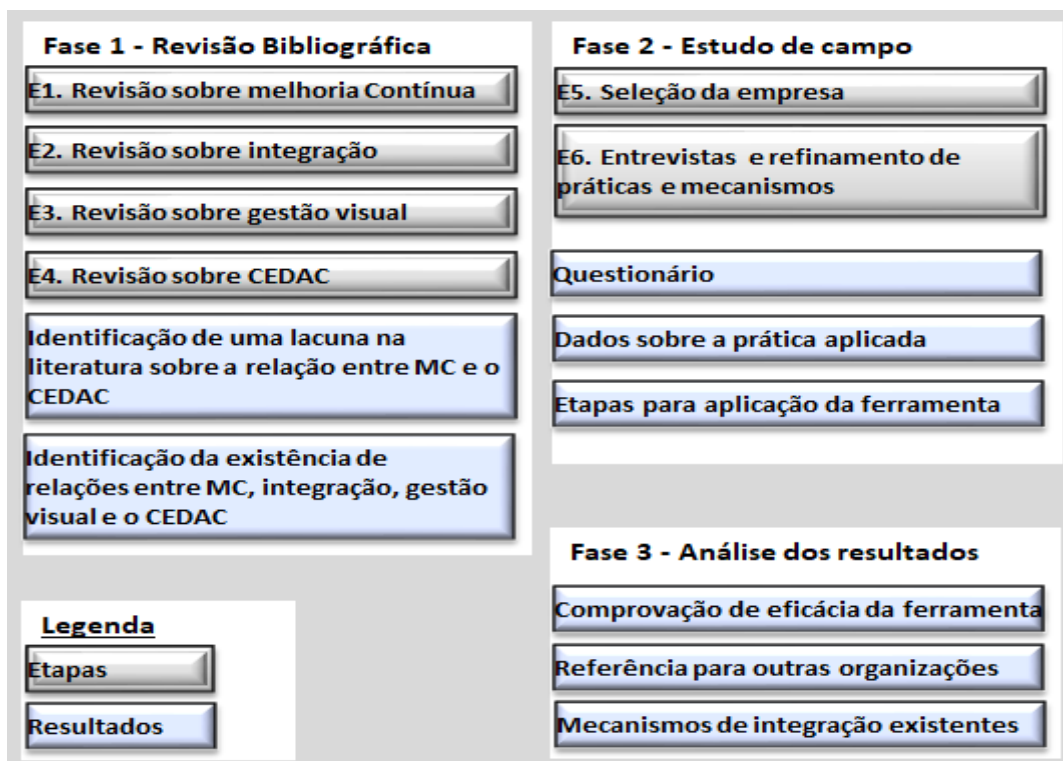 Fase 1 - Revisão Bibliográfica
E1. Revisão sobre melhoria Contínua
E2. Revisão sobre integração
E3. Revisão sobre gestão visual
E4. Revisão sobre CEDAC
Identificação de uma lacuna na
literatura sobre a relação entre MC e o
CEDAC
Identificação da existência de
relações entre MC, integração, gestão
visual e o CEDAC
Fase 2 - Estudo de campo
E5. Seleção da empresa
E6. Entrevistas e refinamento de
práticas e mecanismos
Questionário
Dados sobre a prática aplicada
Etapas para aplicação da ferramenta
Fase 3 - Análise dos resultados
Comprovação de eficácia da ferramenta
Referência para outras organizações
Mecanismos de integração existentes
Legenda
Etapas
Resultados